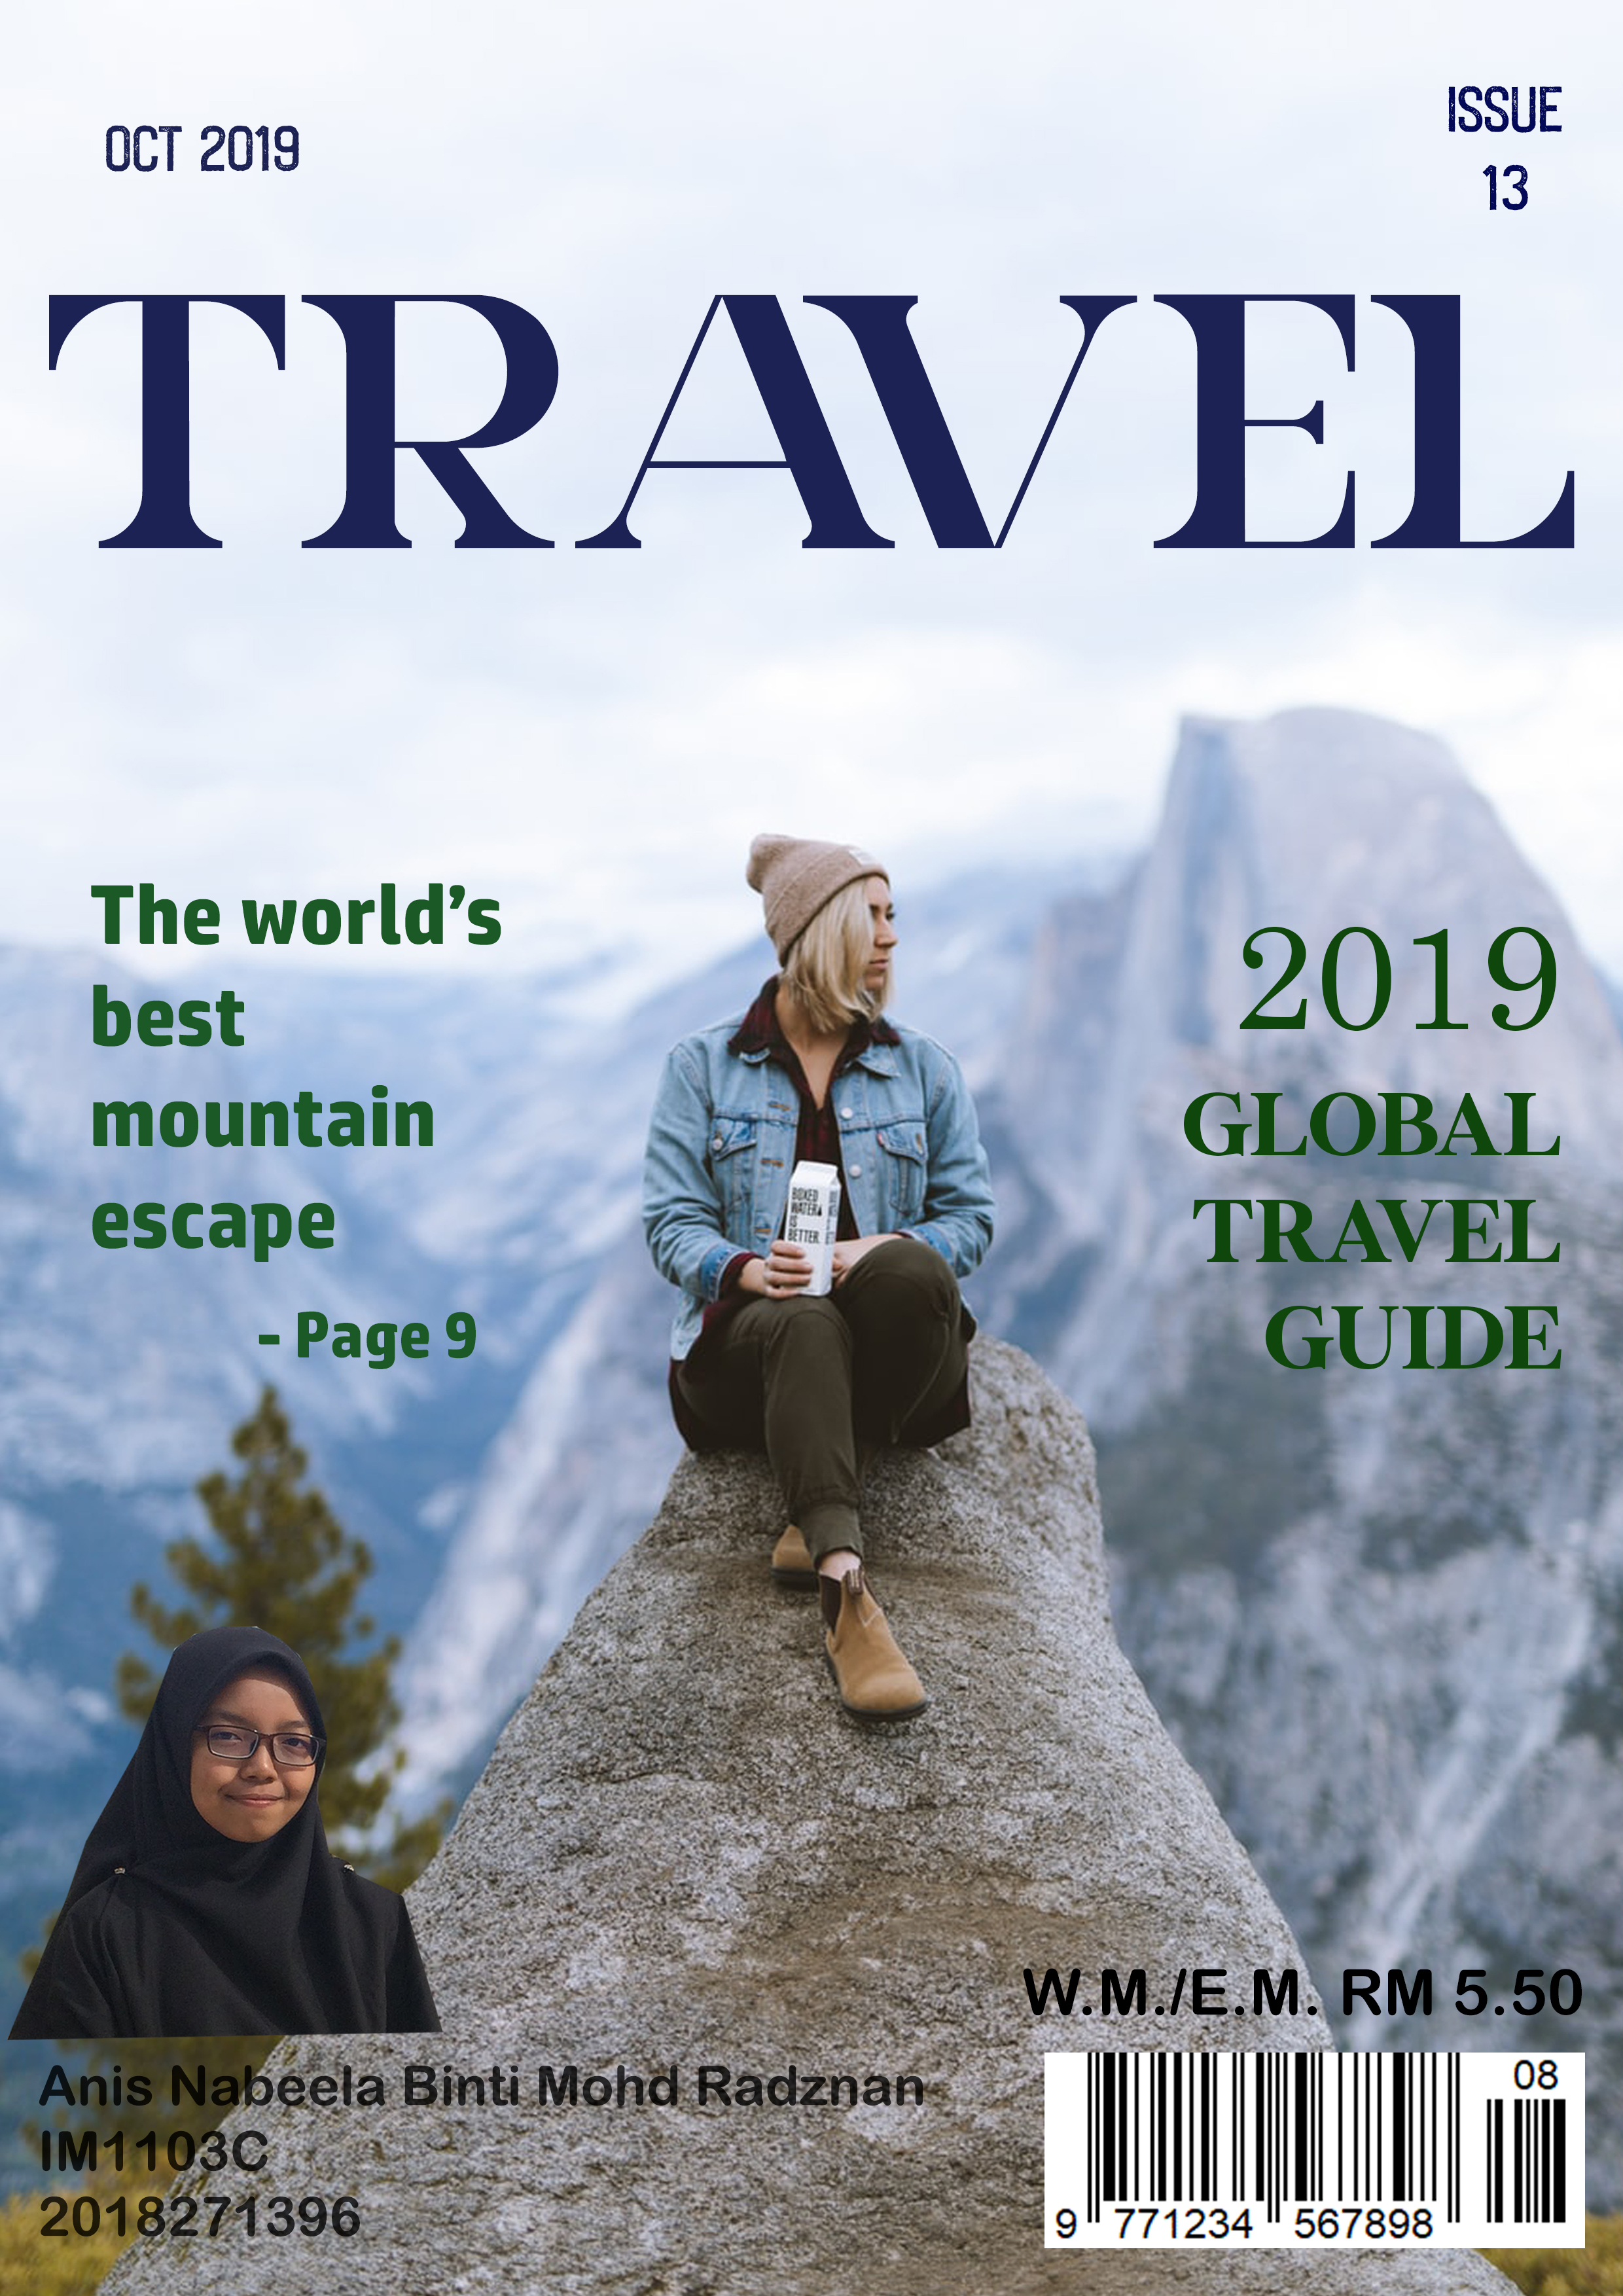 OCT 2019
ISSUE
13
TRAVEL
The world's
best
mountain
escape
- Page 9
2019
GLOBAL
TRAVEL
GUIDE
BOXED
WATER
IS
BETTER.
W.M./E.M. RM 5.50
Anis Nabeela Binti Mohd Radznan
IM1103C
2018271396
08
9 771234 567898